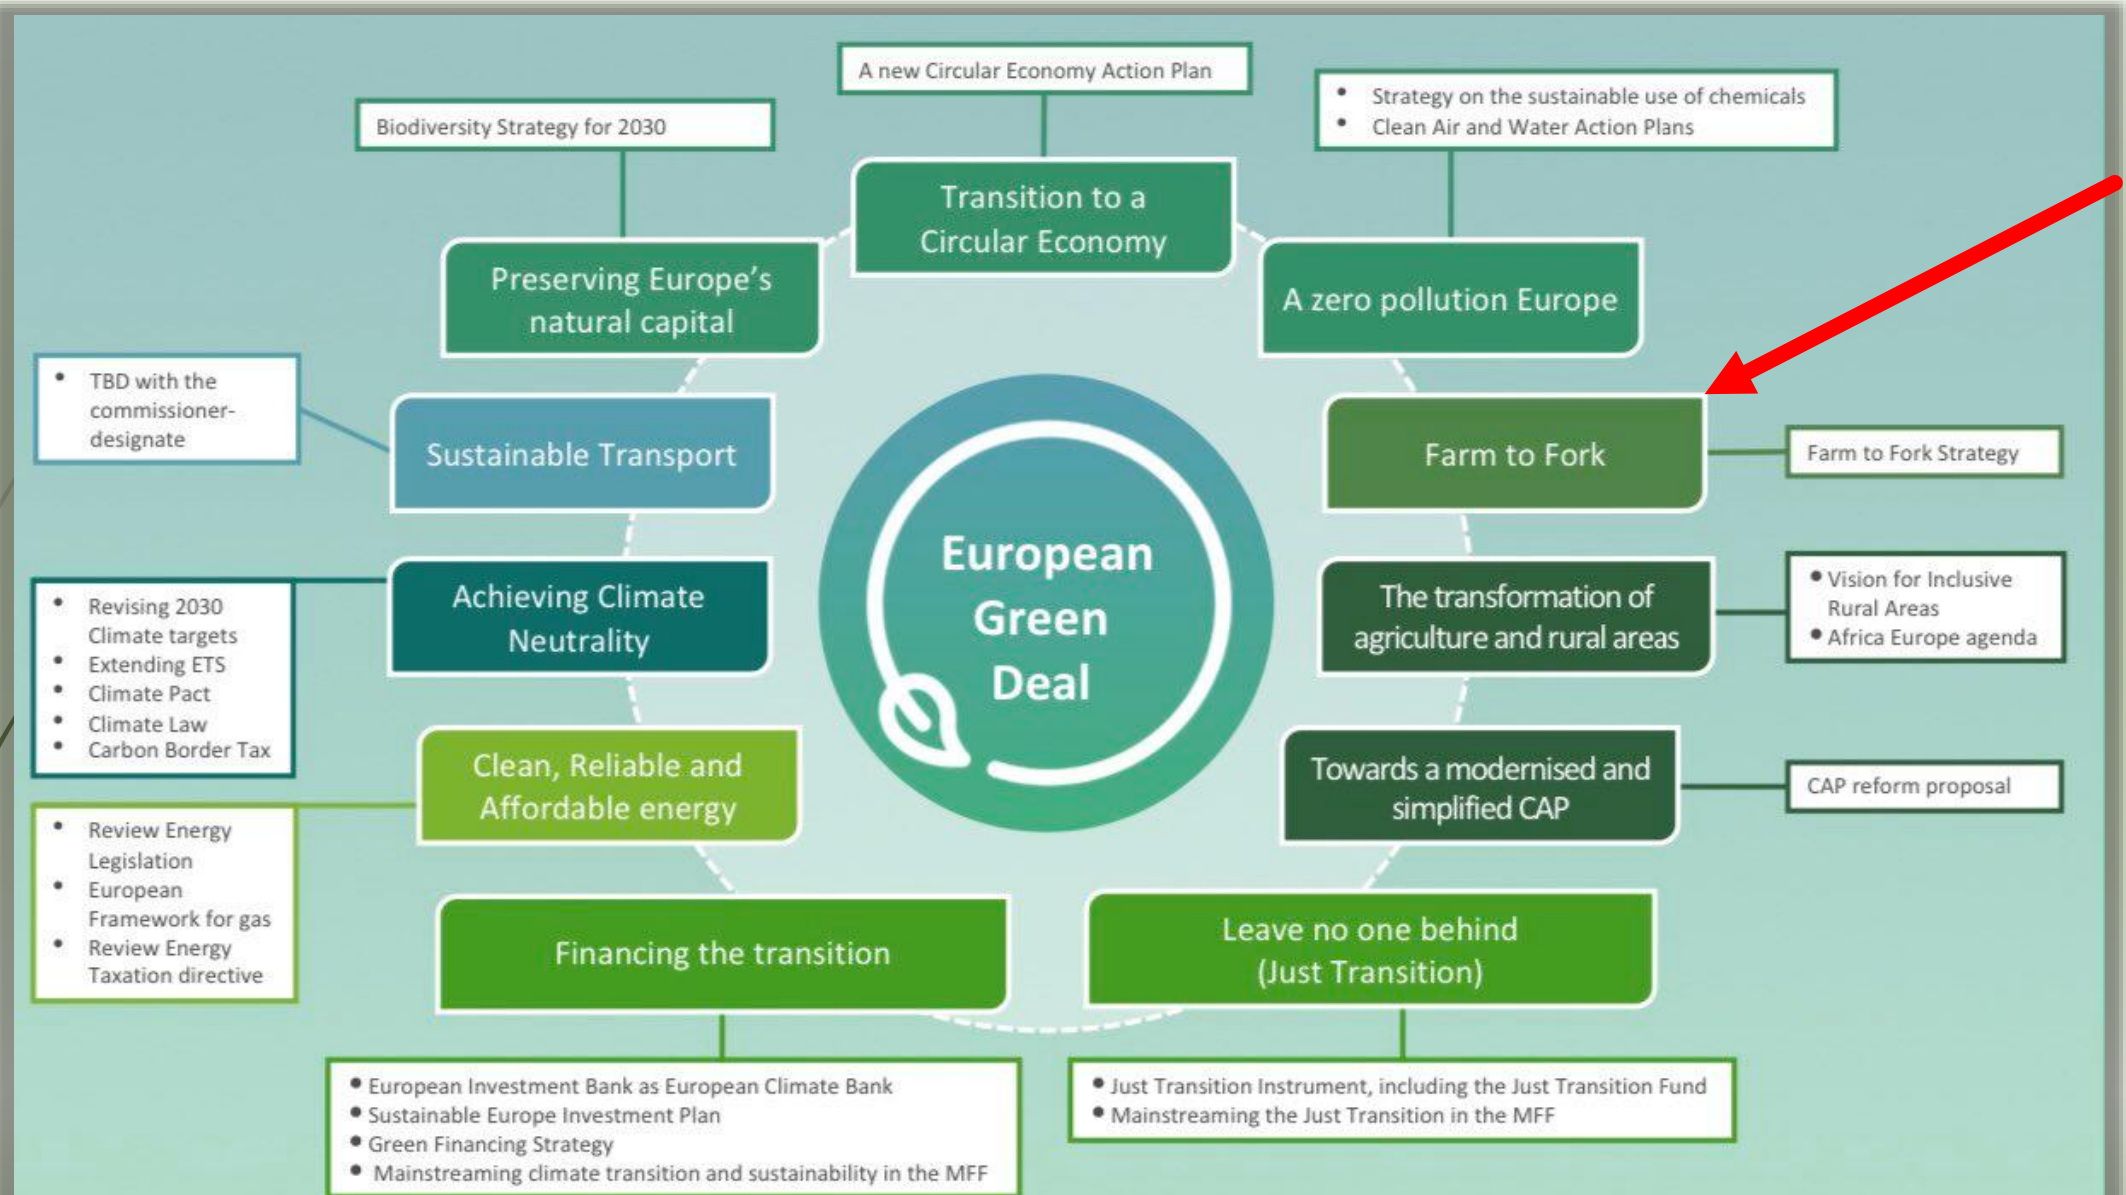 A new Circular Economy Action Plan
Biodiversity Strategy for 2030
• Strategy on the sustainable use of chemicals
• Clean Air and Water Action Plans
Transition to a
Circular Economy
Preserving Europe's
natural capital
A zero pollution Europe
• TBD with the
commissioner-
designate
Sustainable Transport
Farm to Fork
Farm to Fork Strategy
European
Green
Deal
Achieving Climate
Neutrality
• Revising 2030
Climate targets
• Extending ETS
• Climate Pact
• Climate Law
• Carbon Border Tax
The transformation of
agriculture and rural areas
• Vision for Inclusive
Rural Areas
• Africa Europe agenda
Clean, Reliable and
Affordable energy
• Review Energy
Legislation
• European
Framework for gas
• Review Energy
Taxation directive
Towards a modernised and
simplified CAP
CAP reform proposal
Financing the transition
Leave no one behind
(Just Transition)
• European Investment Bank as European Climate Bank
• Sustainable Europe Investment Plan
• Green Financing Strategy
• Mainstreaming climate transition and sustainability in the MFF
• Just Transition Instrument, including the Just Transition Fund
• Mainstreaming the Just Transition in the MFF